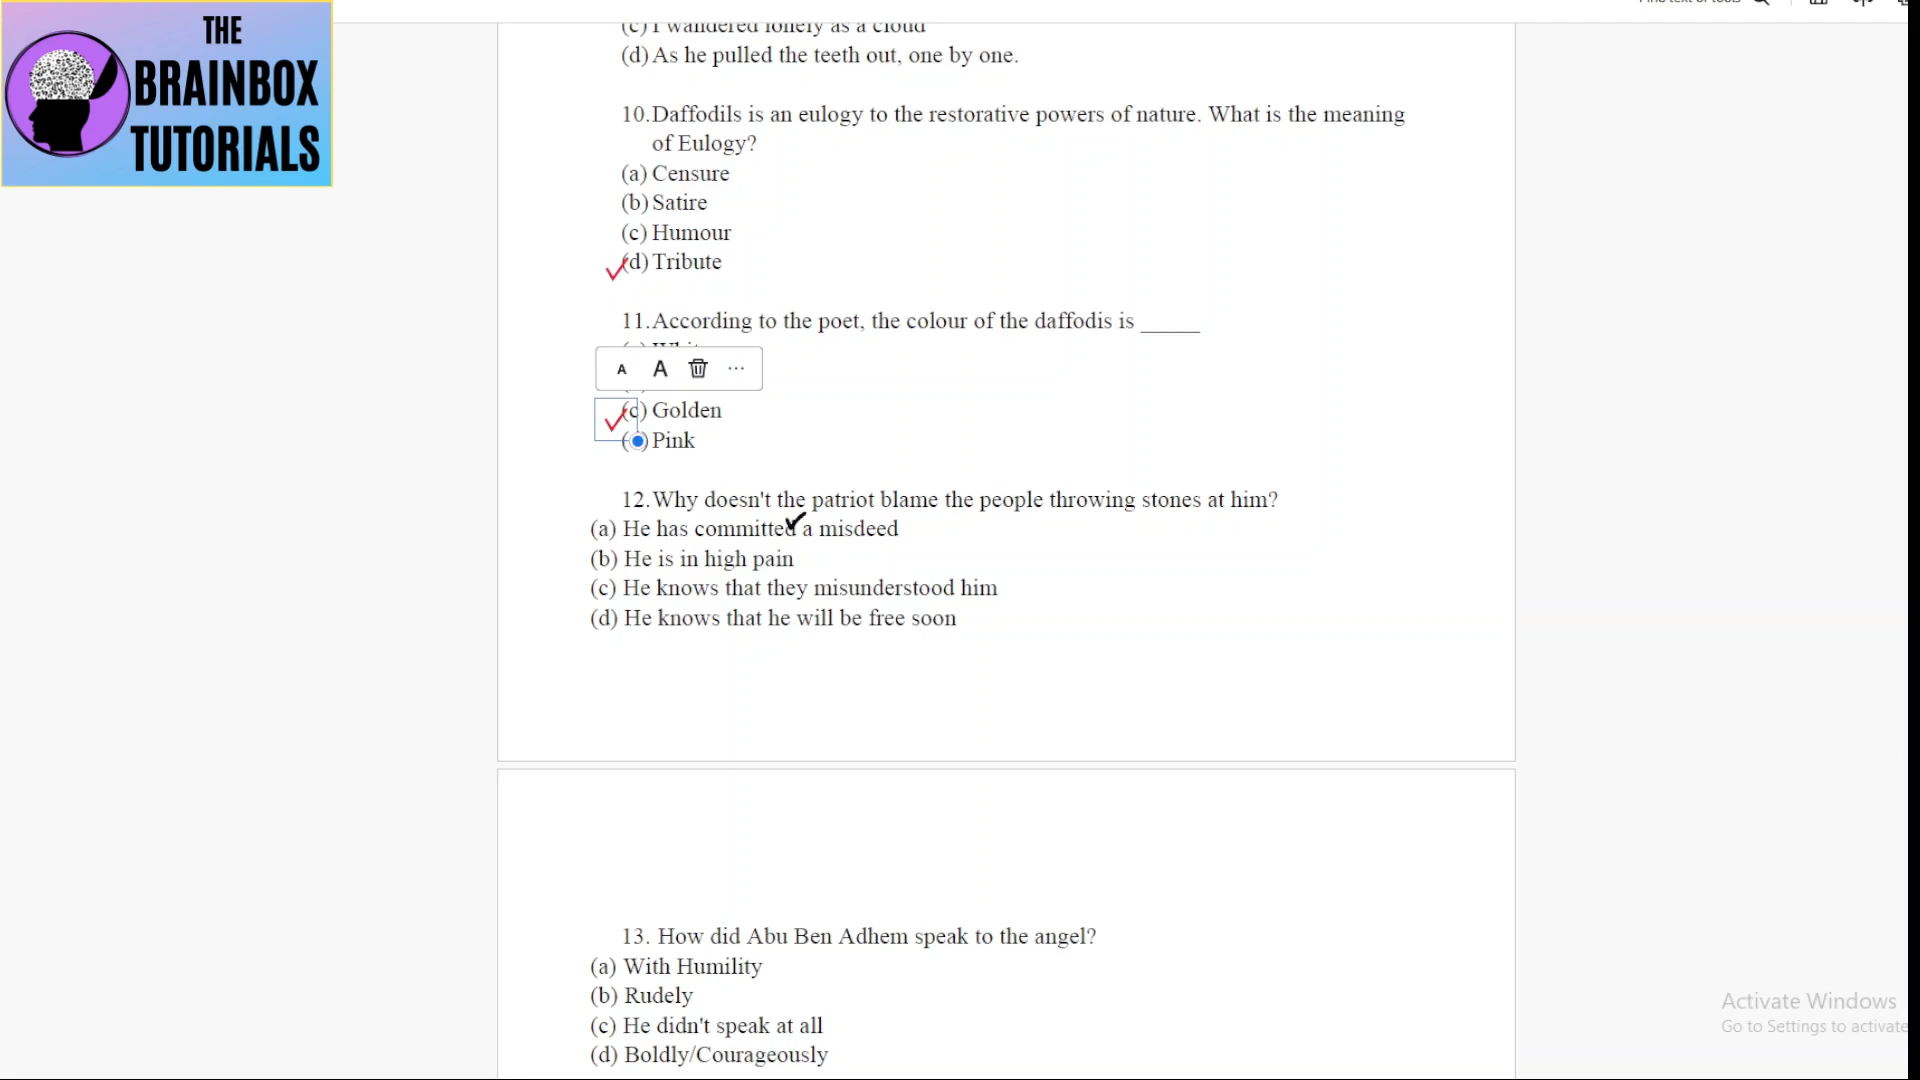 THE
BRAINBOX
TUTORIALS
(c) I wandered lonely as a cloud
(d) As he pulled the teeth out, one by one.
10.Daffodils is an eulogy to the restorative powers of nature. What is the meaning
of Eulogy?
(a) Censure
(b) Satire
(c) Humour
(d) Tribute
11.According to the poet, the colour of the daffodis is _____
A A ...
(c) Golden
Pink
12.Why doesn't the patriot blame the people throwing stones at him?
(a) He has committed a misdeed
(b) He is in high pain
(c) He knows that they misunderstood him
(d) He knows that he will be free soon
13. How did Abu Ben Adhem speak to the angel?
(a) With Humility
(b) Rudely
(c) He didn't speak at all
(d) Boldly/Courageously
Activate Windows
Go to Settings to activate